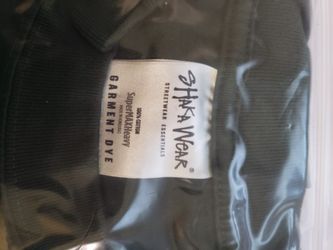 SHAKA WEAR®
STREETWEAR ESSENTIALS
100% COTTON
SuperMAXHeavy
GARMENT DYE